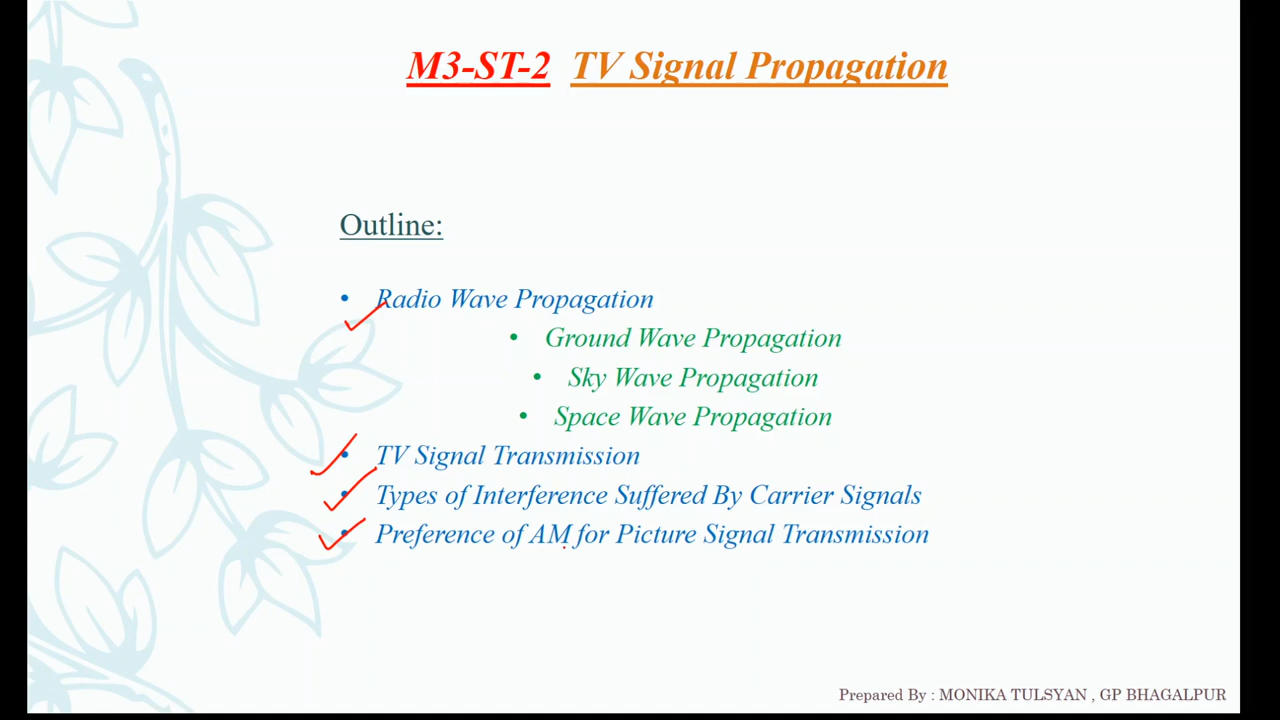 M3-ST-2 TV Signal Propagation
Outline:
• Radio Wave Propagation
• Ground Wave Propagation
• Sky Wave Propagation
• Space Wave Propagation
• TV Signal Transmission
• Types of Interference Suffered By Carrier Signals
• Preference of AM for Picture Signal Transmission
Prepared By : MONIKA TULSYAN , GP BHAGALPUR